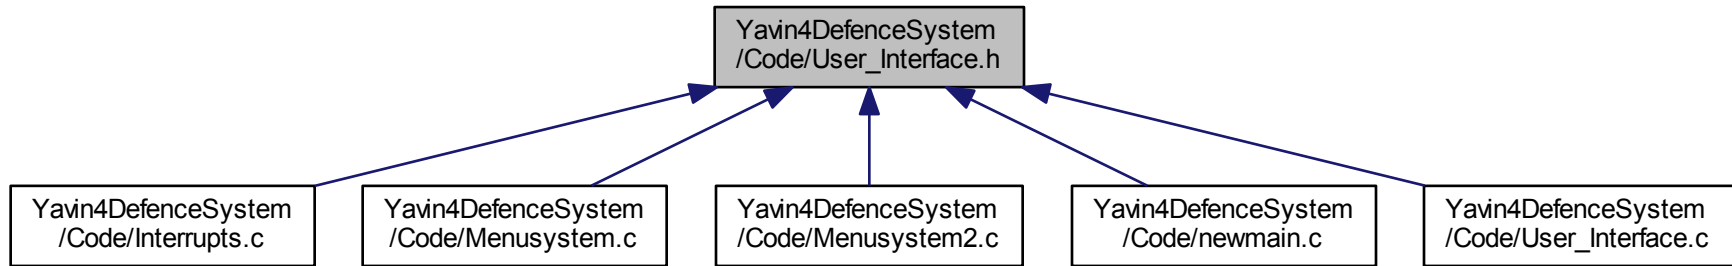 Yavin4DefenceSystem
/Code/User_Interface.h
Yavin4DefenceSystem
/Code/Interrupts.c
Yavin4DefenceSystem
/Code/Menusystem.c
Yavin4DefenceSystem
/Code/Menusystem2.c
Yavin4DefenceSystem
/Code/newmain.c
Yavin4DefenceSystem
/Code/User_Interface.c